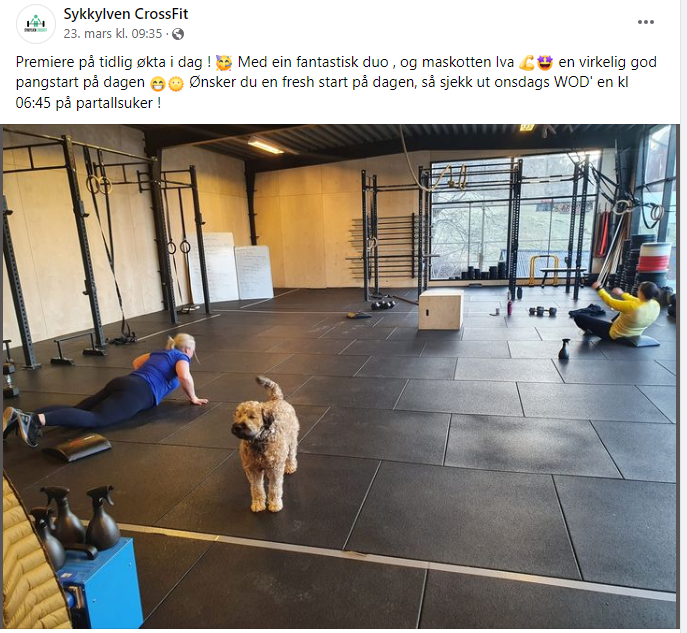 Sykkylven CrossFit
23. mars kl. 09:35 ·
Premiere på tidlig økta i dag ! 🥳 Med ein fantastisk duo , og maskotten Iva 💪🤩 en virkelig god
pangstart på dagen 😁🌞 Ønsker du en fresh start på dagen, så sjekk ut onsdags WOD' en kl
06:45 på partallsuker !